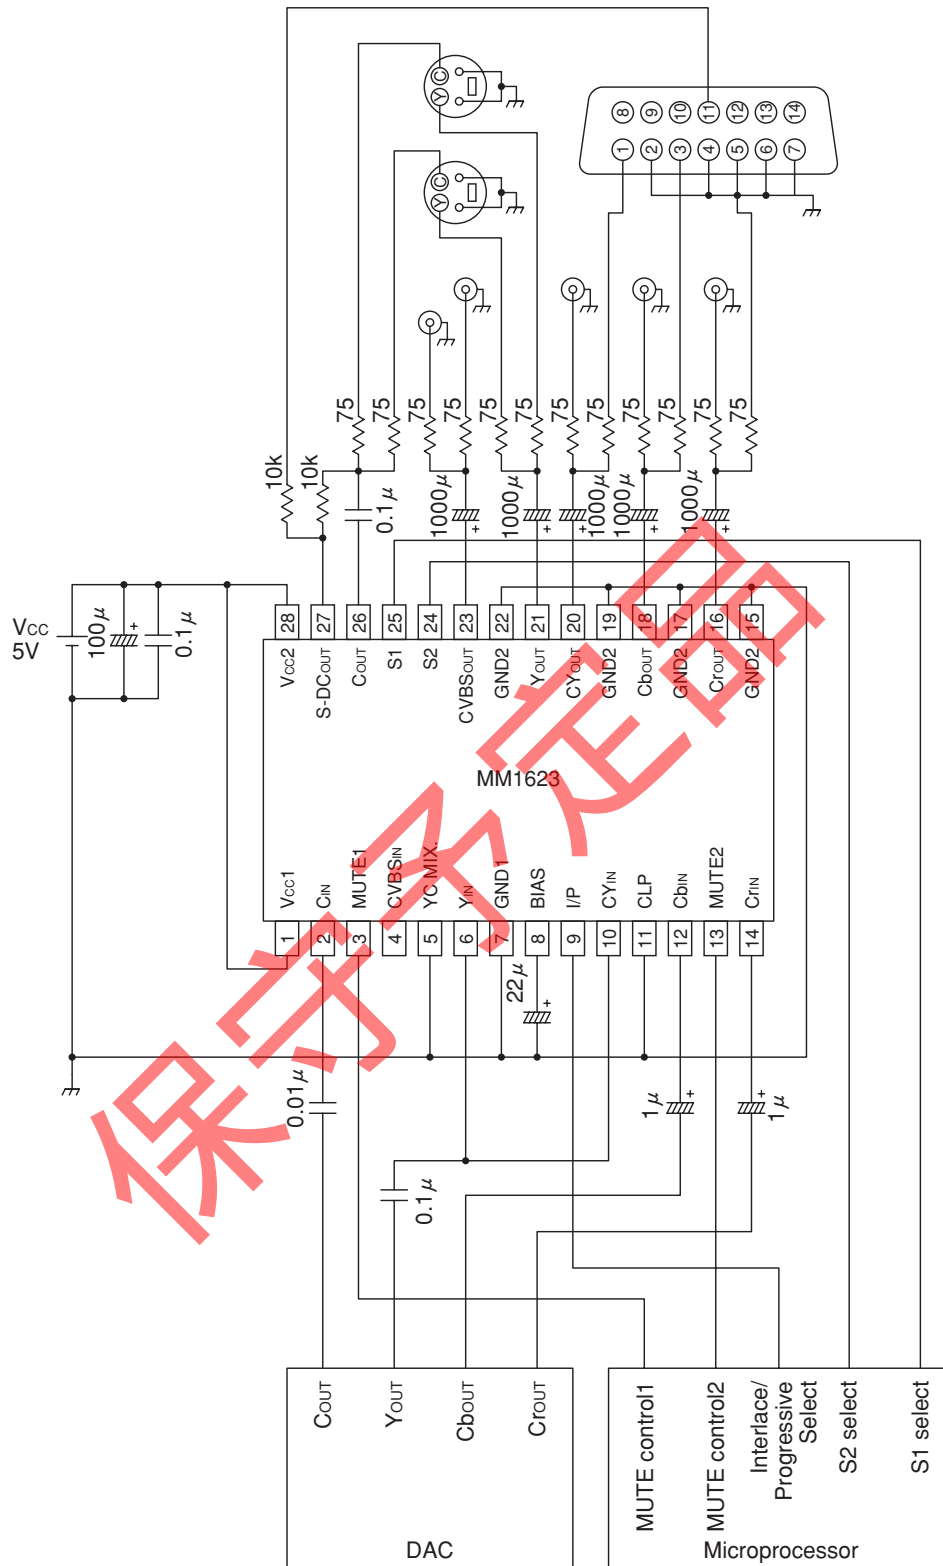 8
9
10
11
12
13
14
1
2
3
4
5
6
7
C
Y
C
Y
10k
10k
75
75
75
75
75
75
75
75
75
75
75
75
0.1μ
1000μ
1000μ
1000μ
1000μ
1000μ
Vcc
5V
100μ
+
0.1μ
+
+
+
+
+
28
27
26
25
24
23
22
21
20
19
18
17
16
15
Vcc2
S-DCOUT
COUT
S1
S2
CVBSOUT
GND2
YOUT
CYOUT
GND2
CbOUT
GND2
CrOUT
GND2
MM1623
Vcc1
CIN
MUTE1
CVBSIN
YC MIX.
YIN
GND1
BIAS
I/P
CYIN
CLP
CbIN
MUTE2
CrIN
1
2
3
4
5
6
7
8
9
10
11
12
13
14
22μ
+
0.01μ
1μ
+
1μ
+
0.1μ
COUT
YOUT
CbOUT
CrOUT
DAC
MUTE control1
MUTE control2
Interlace/
Progressive
Select
S2 select
S1 select
Microprocessor
保守予定品